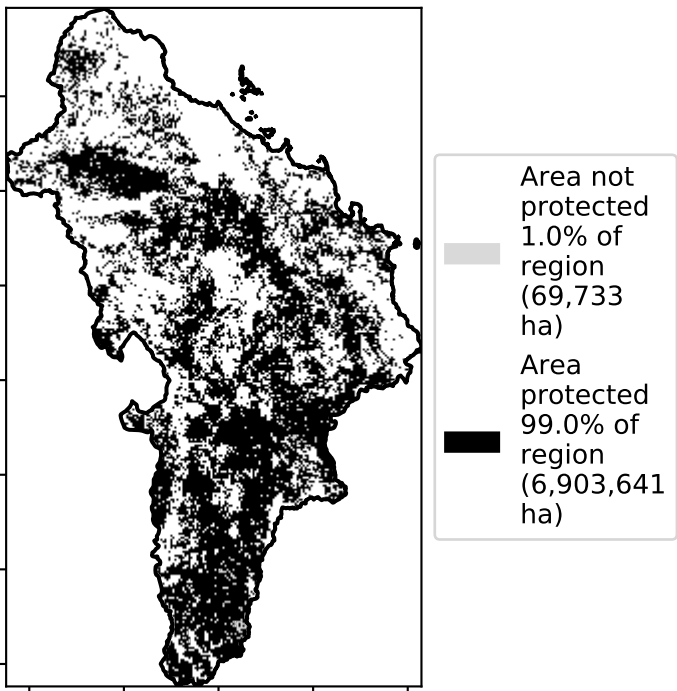 Area not
protected
1.0% of
region
(69,733
ha)
Area
protected
99.0% of
region
(6,903,641
ha)